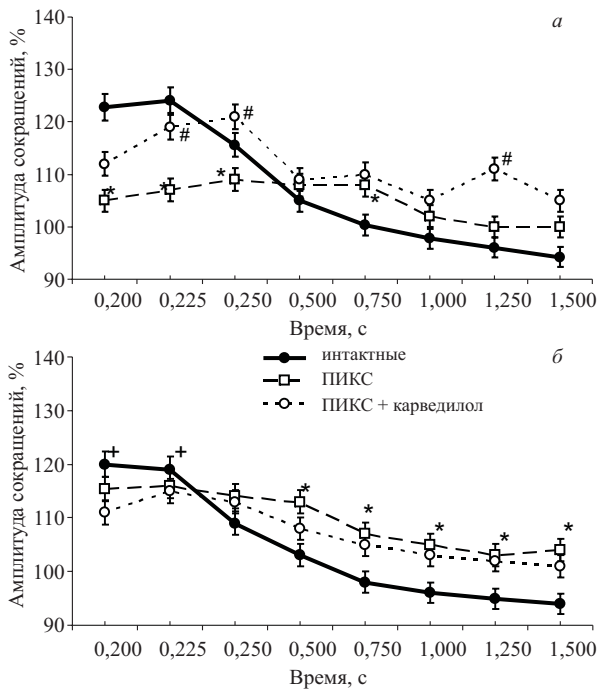 а
Амплитуда сокращений, %
140
130
120
110
100
90
#
#
#
*
*
*
*
0,200 0,225 0,250 0,500 0,750 1,000 1,250 1,500
Время, с
б
интактные
ПИКС
ПИКС + карведилол
Амплитуда сокращений, %
140
130
120
110
100
90
+ +
* * * * *
0,200 0,225 0,250 0,500 0,750 1,000 1,250 1,500
Время, с